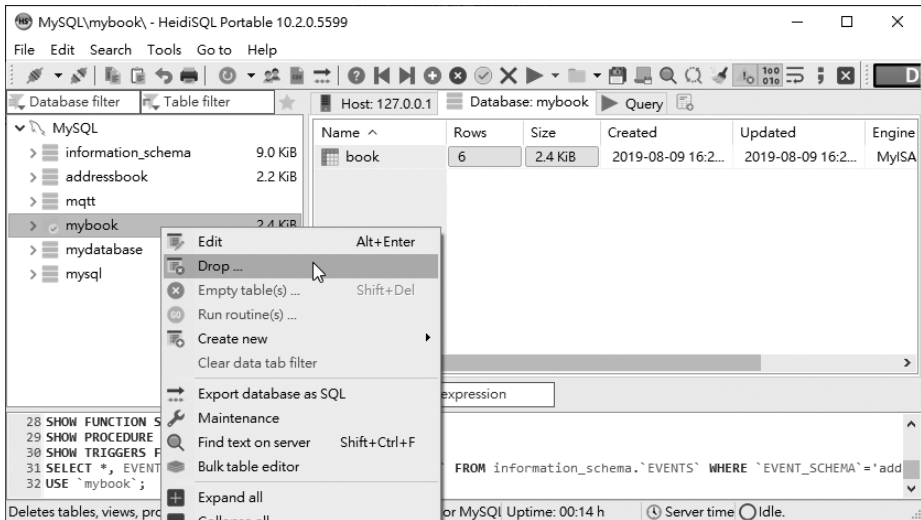 MySQL\mybook\ - HeidiSQL Portable 10.2.0.5599
File Edit Search Tools Go to Help
Database filter Table filter
Host: 127.0.0.1 Database: mybook Query
MySQL
information_schema 9.0 KiB
addressbook 2.2 KiB
mqtt
mybook 2.4 KiB
mydatabase
mysql
Name Rows Size Created Updated Engine
book 6 2.4 KiB 2019-08-09 16:2... 2019-08-09 16:2... MyISA
Edit Alt+Enter
Drop ...
Empty table(s) ... Shift+Del
Run routine(s) ...
Create new
Clear data tab filter
Export database as SQL
Maintenance
Find text on server Shift+Ctrl+F
Bulk table editor
Expand all
expression
28 SHOW FUNCTION S
29 SHOW PROCEDURE
30 SHOW TRIGGERS F
31 SELECT *, EVENT ` FROM information_schema.`EVENTS` WHERE `EVENT_SCHEMA`='add
32 USE `mybook`;
Deletes tables, views, pro or MySQL Uptime: 00:14 h Server time Idle.